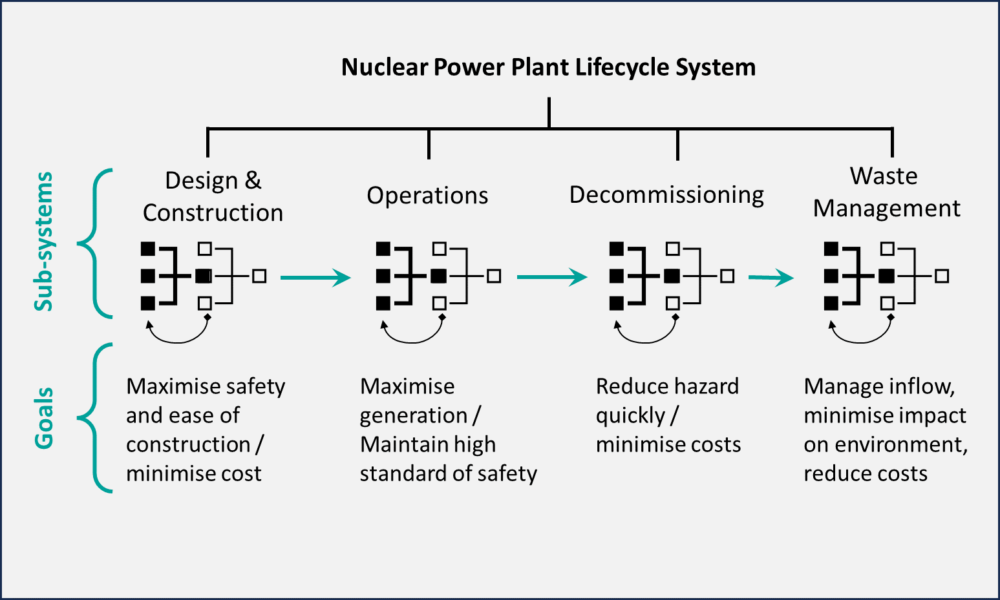 Nuclear Power Plant Lifecycle System
Sub-systems
Design &
Construction
Operations
Decommissioning
Waste
Management
Goals
Maximise safety
and ease of
construction /
minimise cost
Maximise
generation /
Maintain high
standard of safety
Reduce hazard
quickly /
minimise costs
Manage inflow,
minimise impact
on environment,
reduce costs